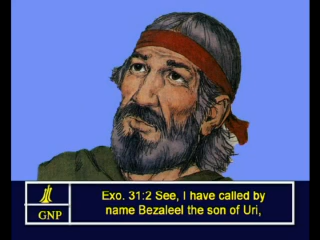 Exo. 31:2 See, I have called by
name Bezaleel the son of Uri,
GNP